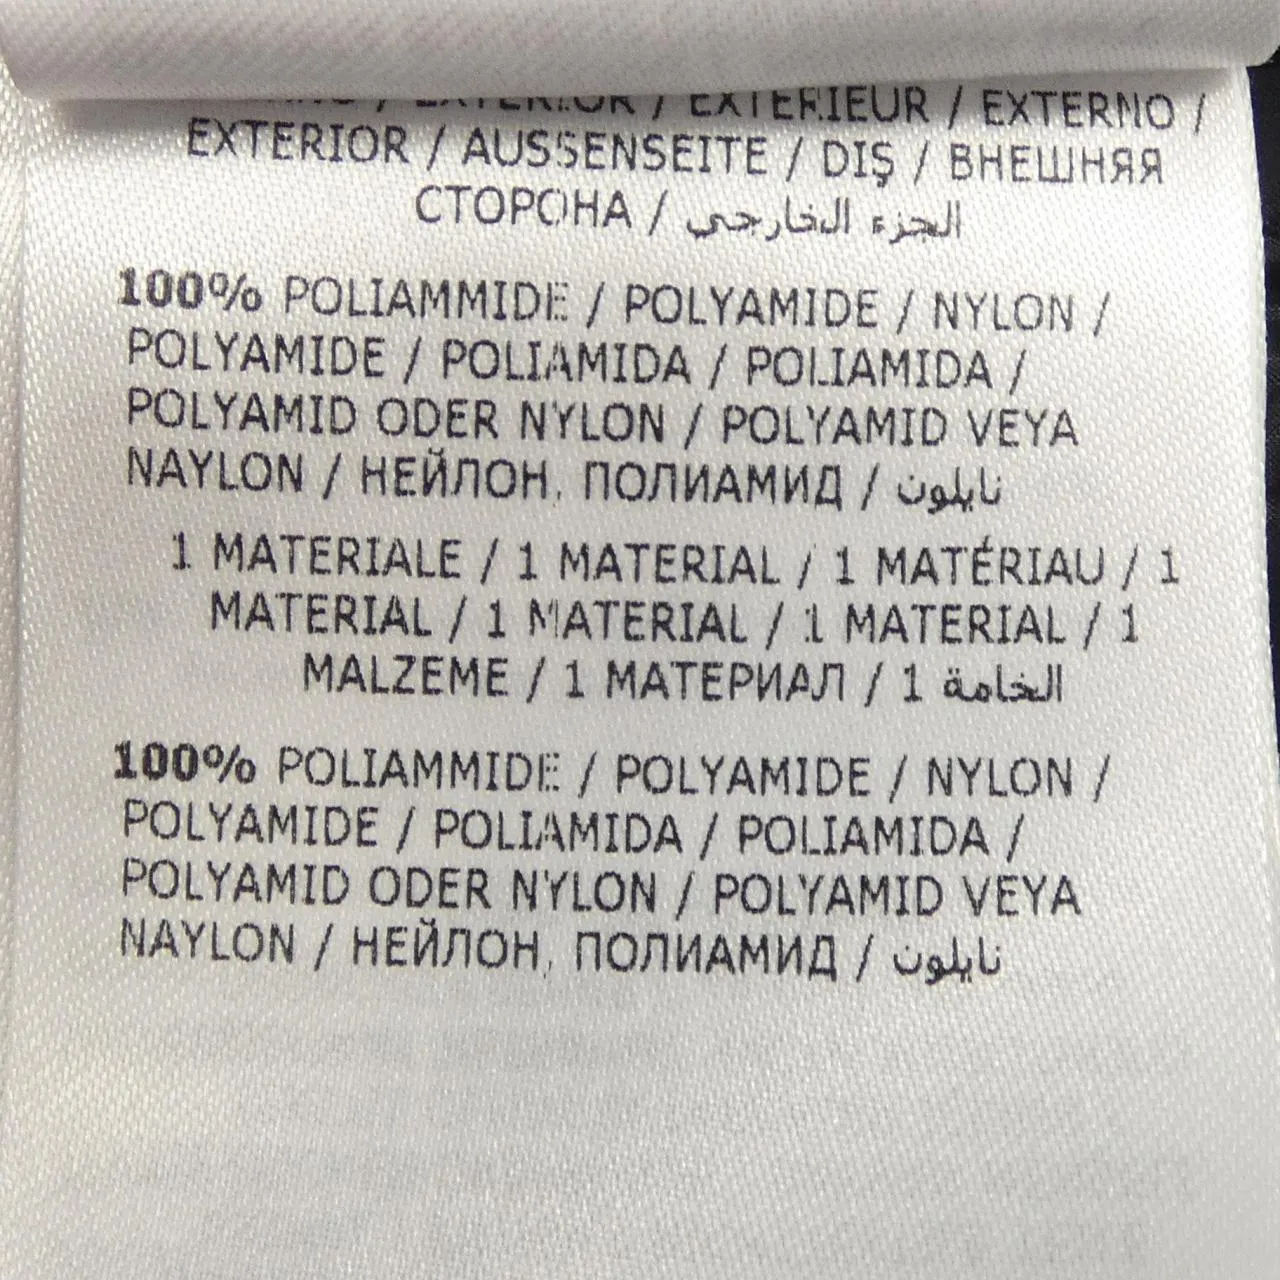 / EXTERIOR / EXTERIEUR / EXTERNO /
EXTERIOR / AUSSENSEITE / DIŞ / ВНЕШНЯЯ
СТОРОНА / الجزء الخارجي
100% POLIAMMIDE / POLYAMIDE / NYLON /
POLYAMIDE / POLIAMIDA / POLIAMIDA /
POLYAMID ODER NYLON / POLYAMID VEYA
NAYLON / НЕЙЛОН, ПОЛИАМИД / نايلون
1 MATERIALE / 1 MATERIAL / 1 MATÉRIAU / 1
MATERIAL / 1 MATERIAL / 1 MATERIAL / 1
MALZEME / 1 МАТЕРИАЛ / 1 الخامة
100% POLIAMMIDE / POLYAMIDE / NYLON /
POLYAMIDE / POLIAMIDA / POLIAMIDA /
POLYAMID ODER NYLON / POLYAMID VEYA
NAYLON / НЕЙЛОН, ПОЛИАМИД / نايلون